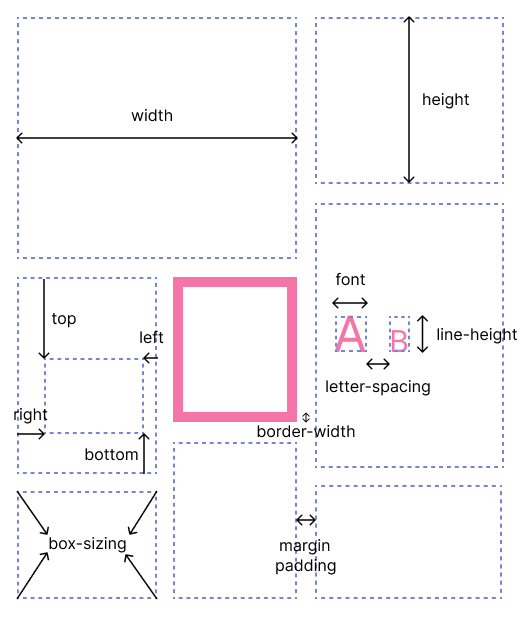 width
height
font
A
B
line-height
letter-spacing
top
left
right
bottom
border-width
box-sizing
margin
padding